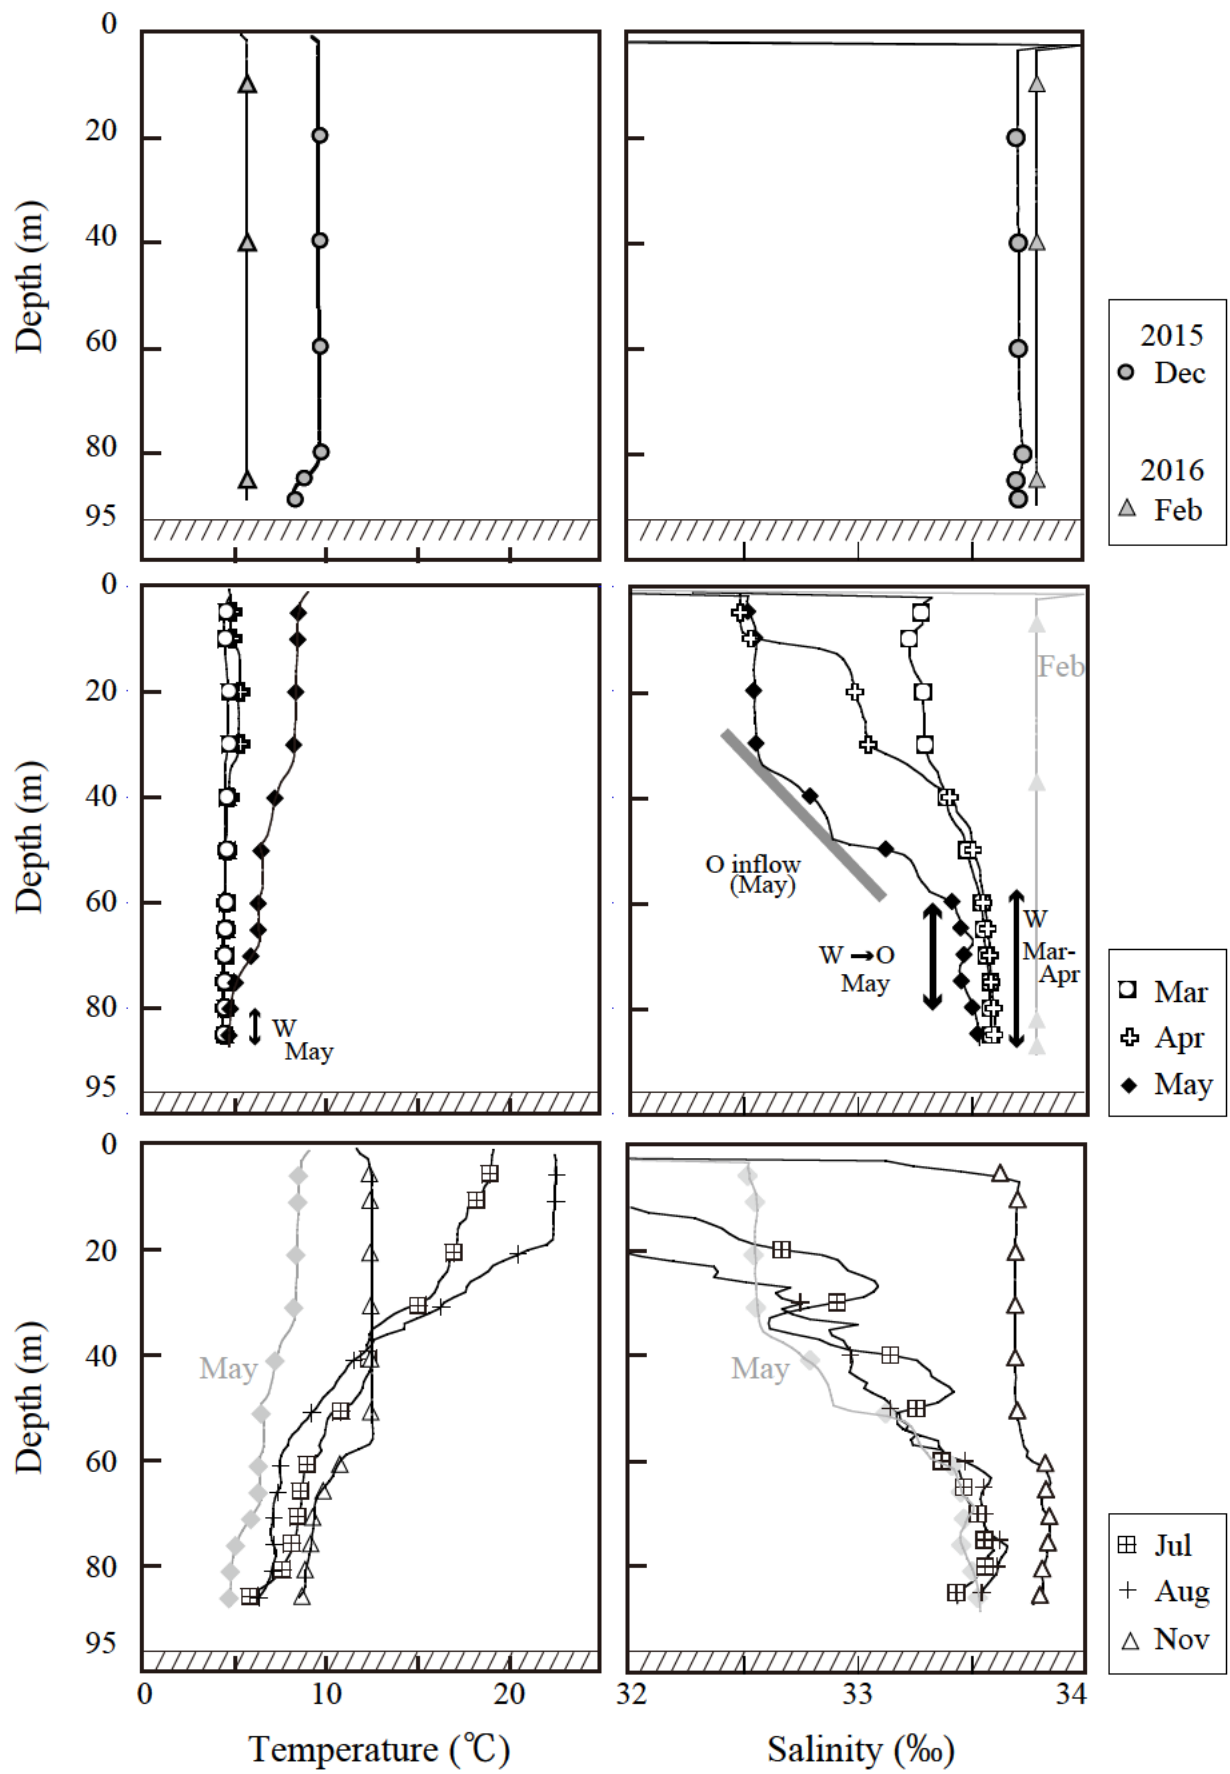 0
20
40
60
80
95
Depth (m)
2015
Dec
2016
Feb
0
20
40
60
80
95
Depth (m)
W
May
Feb
O inflow
(May)
W→O
May
W
Mar-
Apr
Mar
Apr
May
0
20
40
60
80
95
Depth (m)
May
May
Jul
Aug
Nov
0 10 20
32 33 34
Temperature (℃)
Salinity (‰)